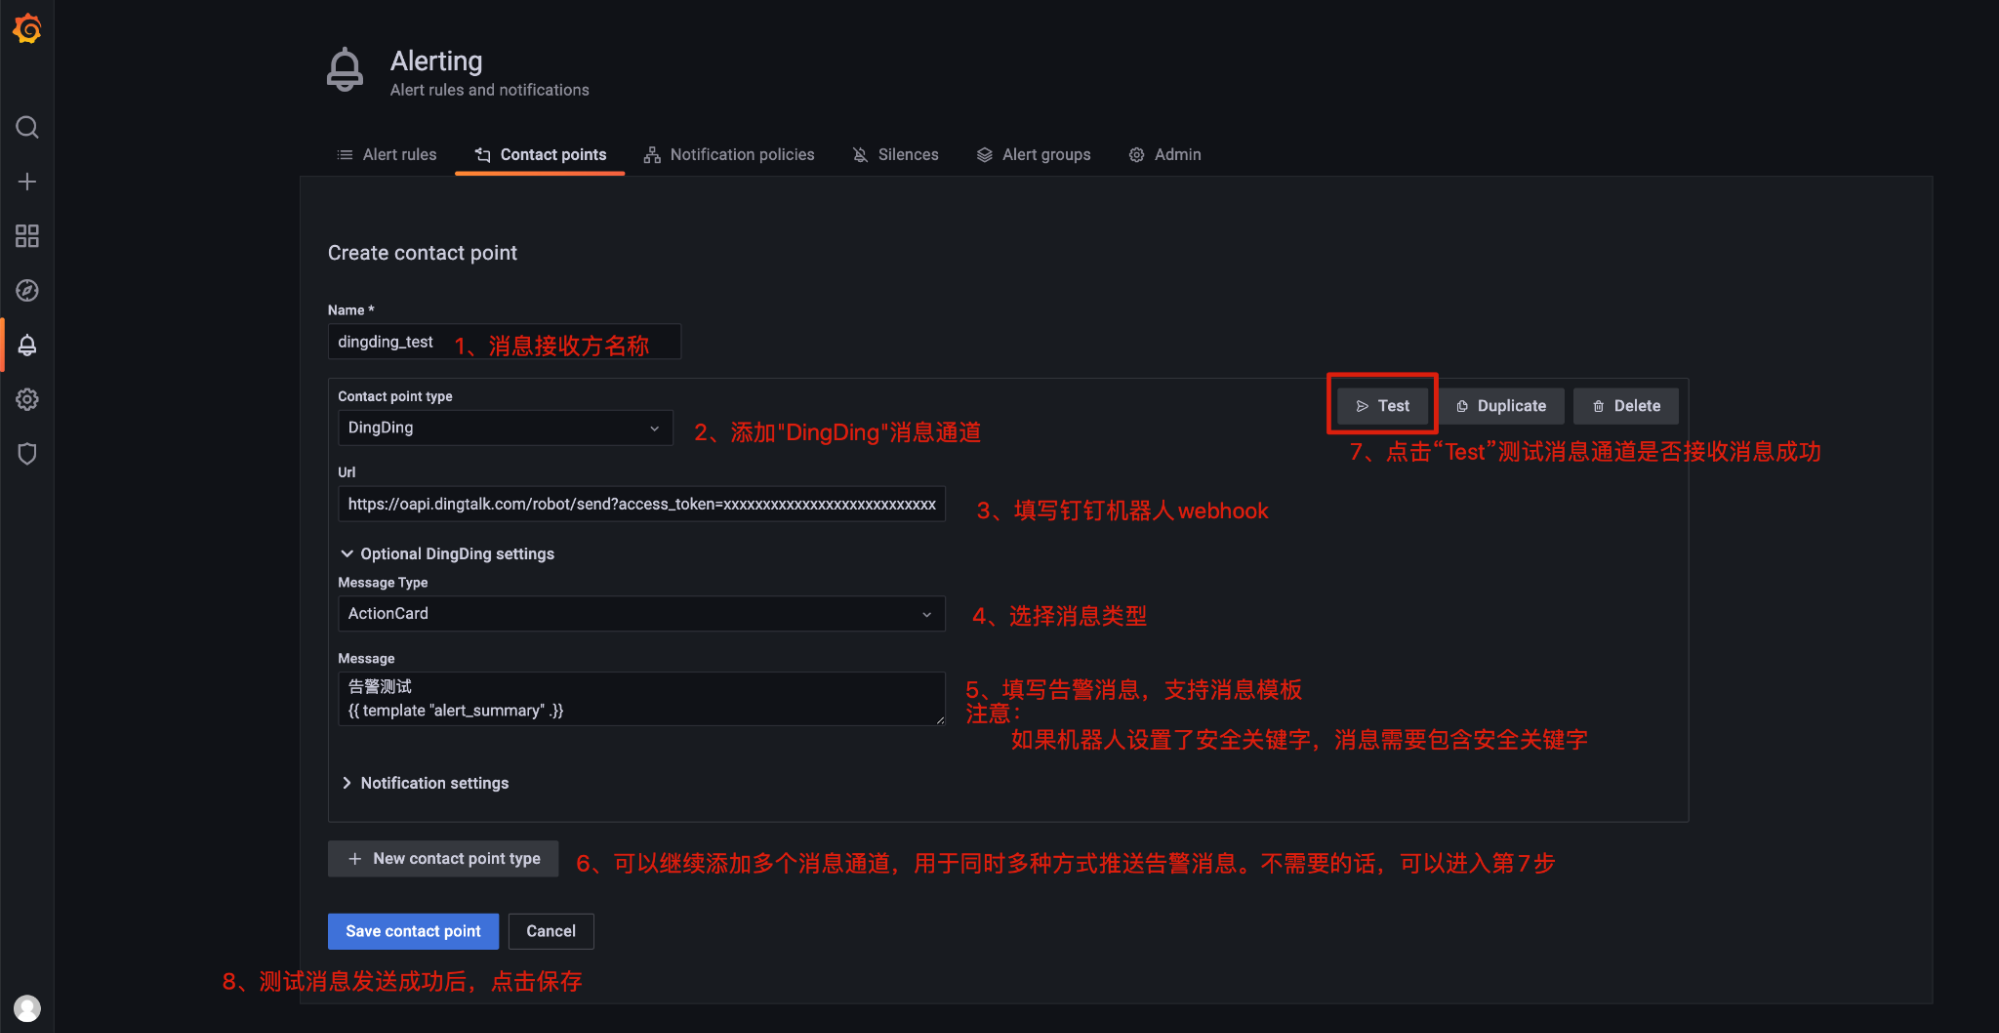 Alerting
Alert rules and notifications
Alert rules
Contact points
Notification policies
Silences
Alert groups
Admin
Create contact point
Name *
dingding_test
1、消息接收方名称
Contact point type
DingDing
2、添加"DingDing"消息通道
Test
Duplicate
Delete
7、点击“Test”测试消息通道是否接收消息成功
Url
https://oapi.dingtalk.com/robot/send?access_token=xxxxxxxxxxxxxxxxxxxxxxxxxxx
3、填写钉钉机器人webhook
Optional DingDing settings
Message Type
ActionCard
4、选择消息类型
Message
告警测试
{{ template "alert_summary" .}}
5、填写告警消息，支持消息模板
注意：
如果机器人设置了安全关键字，消息需要包含安全关键字
Notification settings
New contact point type
6、可以继续添加多个消息通道，用于同时多种方式推送告警消息。不需要的话，可以进入第7步
Save contact point
Cancel
8、测试消息发送成功后，点击保存